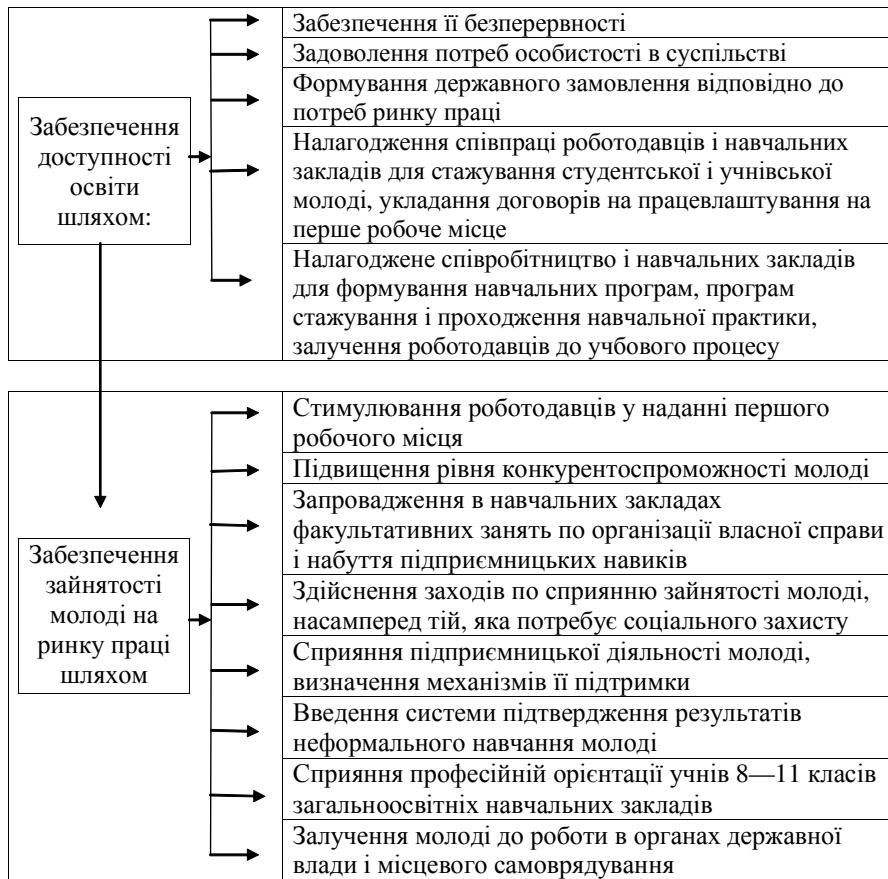 Забезпечення
доступності
освіти
шляхом:
Забезпечення її безперервності
Задоволення потреб особистості в суспільстві
Формування державного замовлення відповідно до
потреб ринку праці
Налагодження співпраці роботодавців і навчальних
закладів для стажування студентської і учнівської
молоді, укладання договорів на працевлаштування на
перше робоче місце
Налагоджене співробітництво і навчальних закладів
для формування навчальних програм, програм
стажування і проходження навчальної практики,
залучення роботодавців до учбового процесу
Забезпечення
зайнятості
молоді на
ринку праці
шляхом
Стимулювання роботодавців у наданні першого
робочого місця
Підвищення рівня конкурентоспроможності молоді
Запровадження в навчальних закладах
факультативних занять по організації власної справи
і набуття підприємницьких навиків
Здійснення заходів по сприянню зайнятості молоді,
насамперед тій, яка потребує соціального захисту
Сприяння підприємницької діяльності молоді,
визначення механізмів її підтримки
Введення системи підтвердження результатів
неформального навчання молоді
Сприяння професійній орієнтації учнів 8—11 класів
загальноосвітніх навчальних закладів
Залучення молоді до роботи в органах державної
влади і місцевого самоврядування